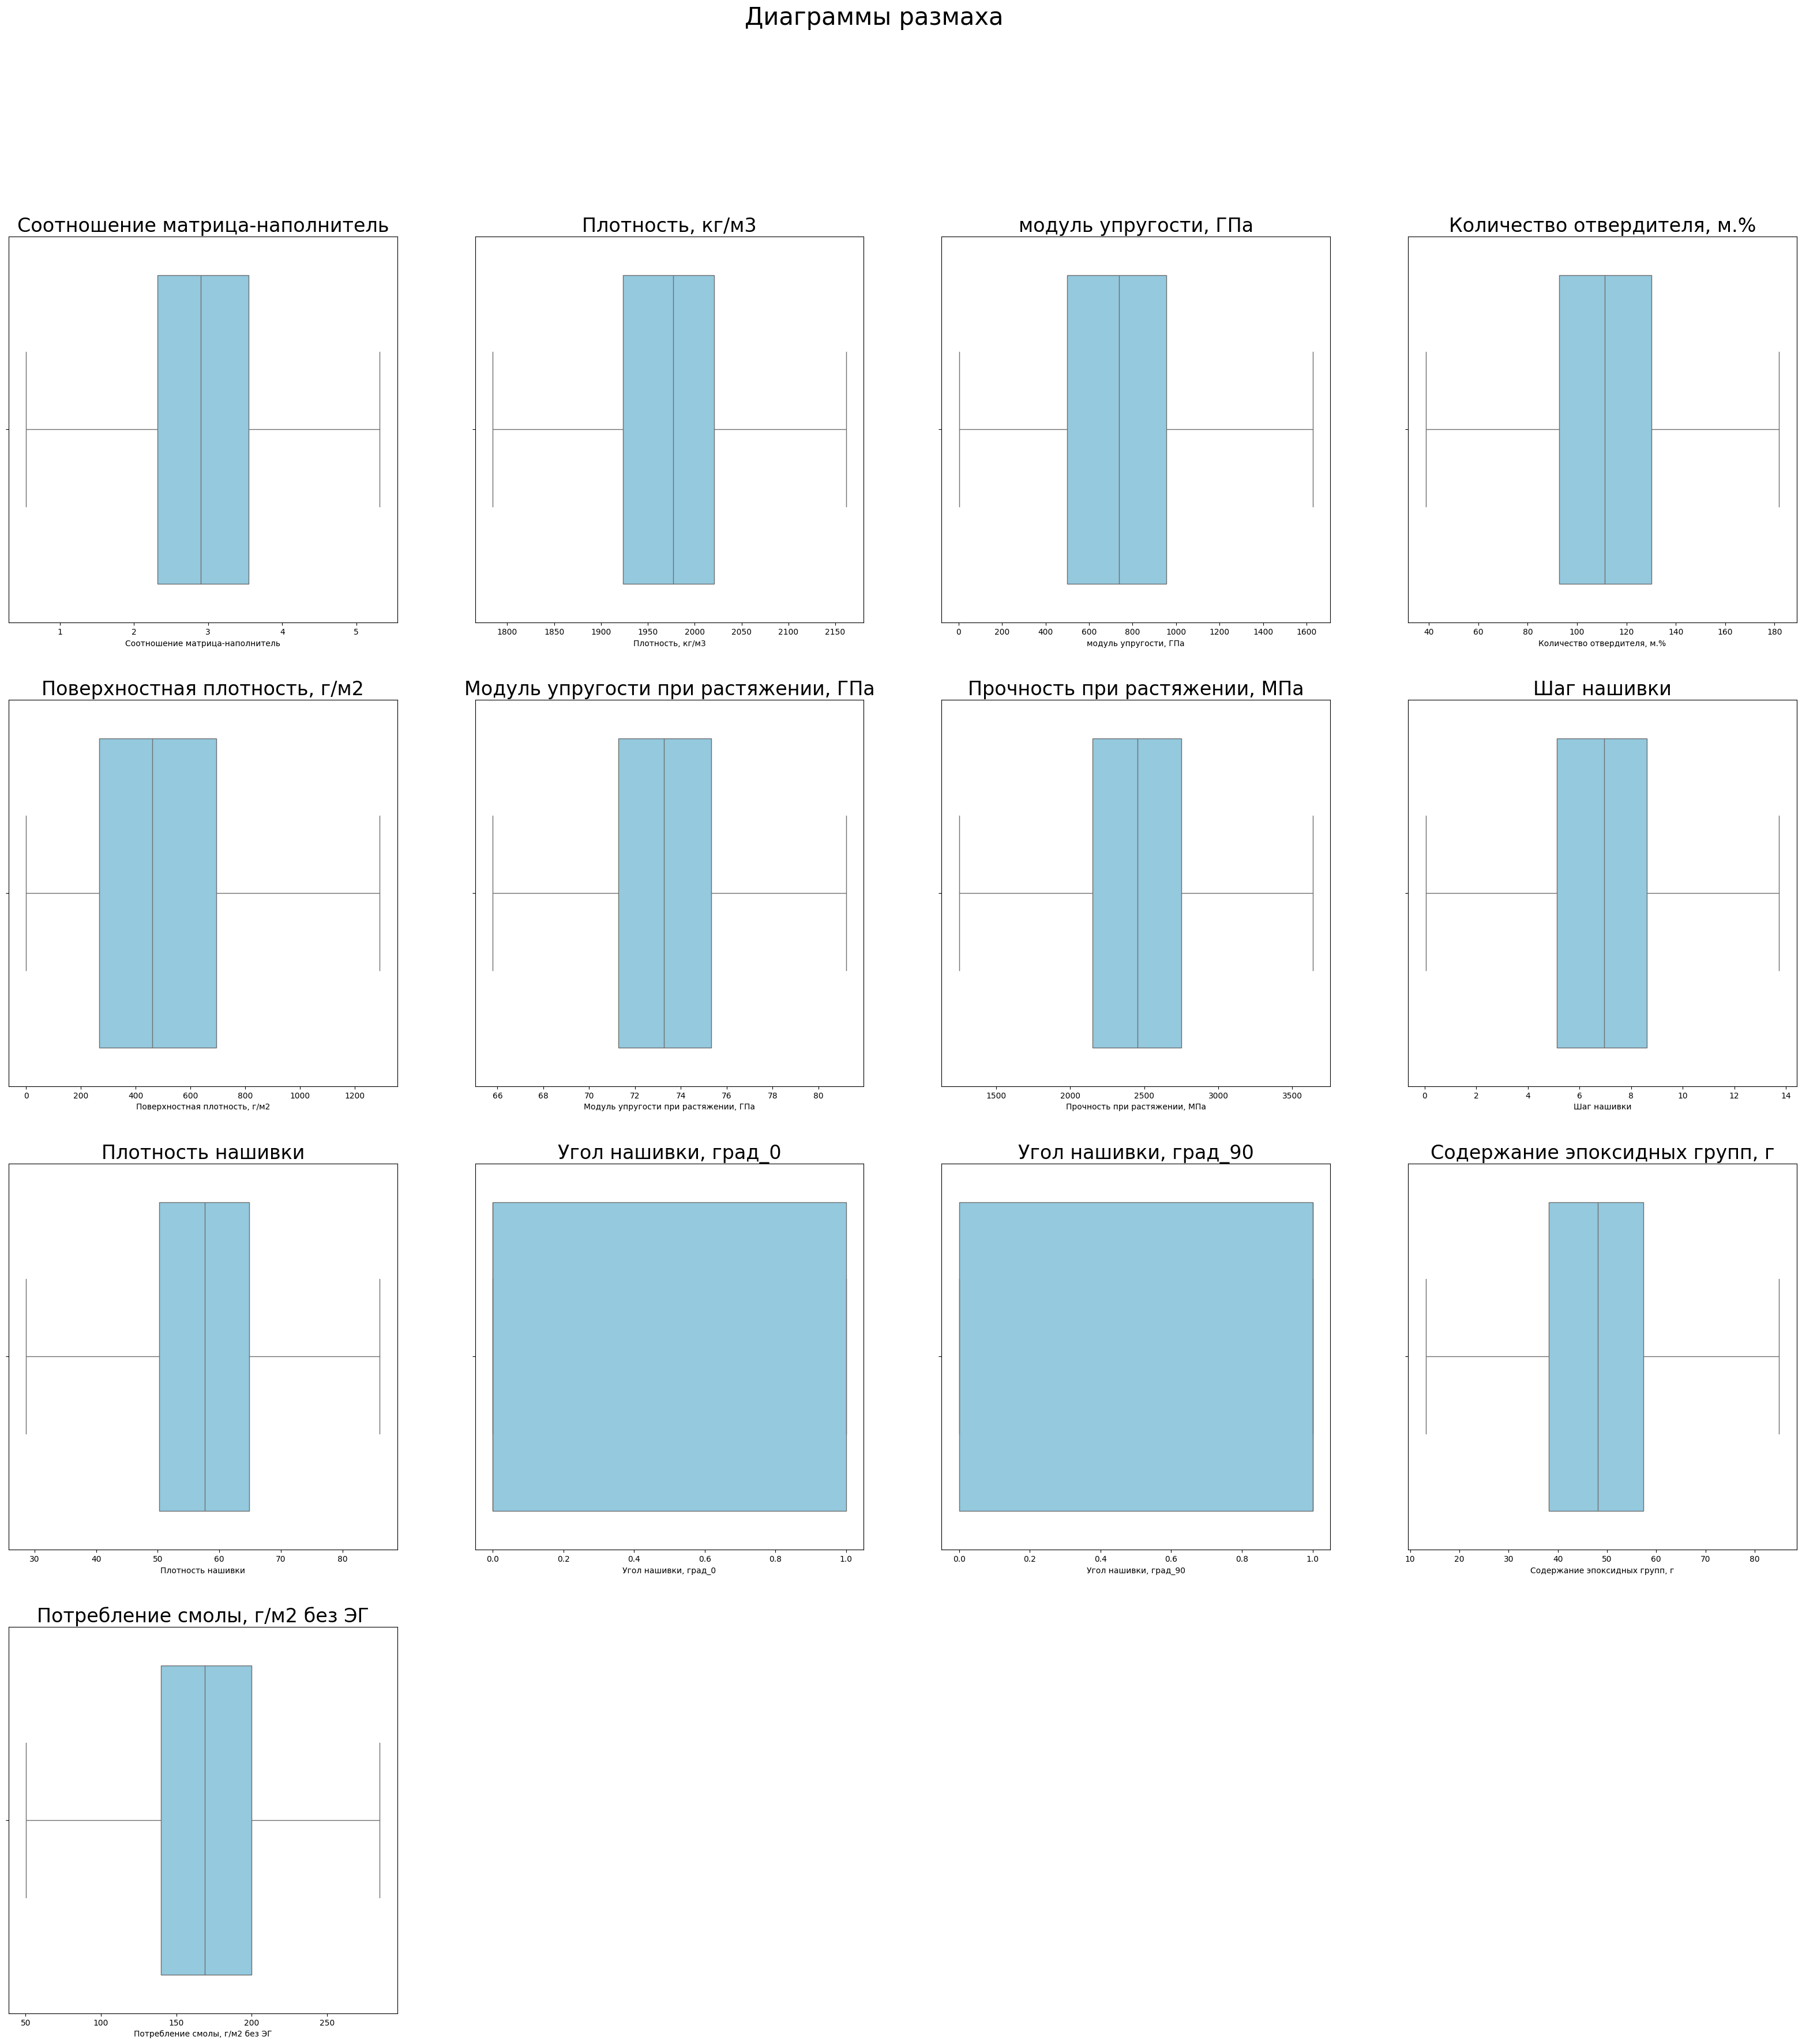 Диаграммы размаха
Соотношение матрица-наполнитель
Плотность, кг/м3
модуль упругости, ГПа
Количество отвердителя, м.%
1 2 3 4 5
1800 1850 1900 1950 2000 2050 2100 2150
0 200 400 600 800 1000 1200 1400 1600
40 60 80 100 120 140 160 180
Соотношение матрица-наполнитель
Плотность, кг/м3
модуль упругости, ГПа
Количество отвердителя, м.%
Поверхностная плотность, г/м2
Модуль упругости при растяжении, ГПа
Прочность при растяжении, МПа
Шаг нашивки
0 200 400 600 800 1000 1200
66 68 70 72 74 76 78 80
1500 2000 2500 3000 3500
0 2 4 6 8 10 12 14
Поверхностная плотность, г/м2
Модуль упругости при растяжении, ГПа
Прочность при растяжении, МПа
Шаг нашивки
Плотность нашивки
Угол нашивки, град_0
Угол нашивки, град_90
Содержание эпоксидных групп, г
30 40 50 60 70 80
0.0 0.2 0.4 0.6 0.8 1.0
0.0 0.2 0.4 0.6 0.8 1.0
10 20 30 40 50 60 70 80
Плотность нашивки
Угол нашивки, град_0
Угол нашивки, град_90
Содержание эпоксидных групп, г
Потребление смолы, г/м2 без ЭГ
50 100 150 200 250
Потребление смолы, г/м2 без ЭГ